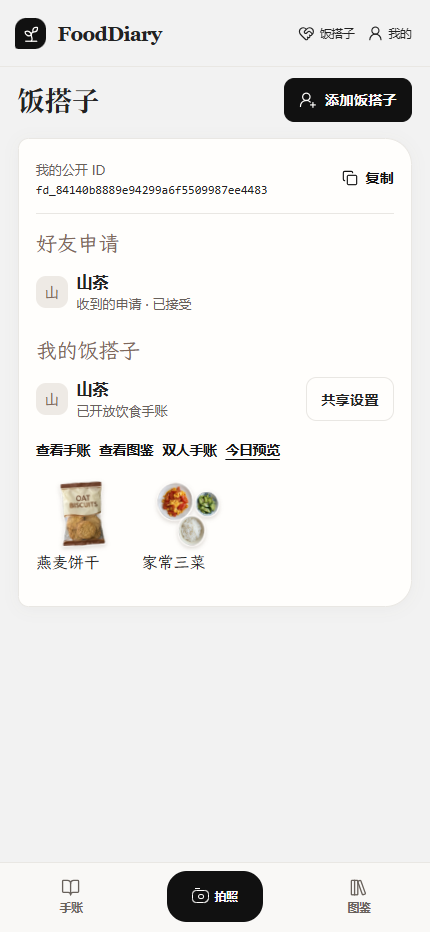 FoodDiary
饭搭子
我的
饭搭子
添加饭搭子
我的公开 ID
fd_84140b8889e94299a6f5509987ee4483
复制
好友申请
山
山茶
收到的申请 · 已接受
我的饭搭子
山
山茶
已开放饮食手账
共享设置
查看手账 查看图鉴 双人手账 今日预览
OAT
BISCUITS
燕麦饼干
家常三菜
手账
拍照
图鉴